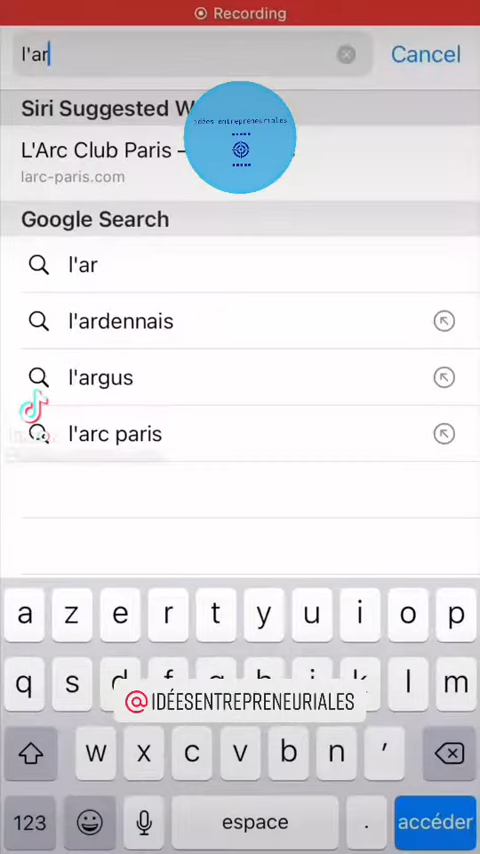 Recording
l'ar
Cancel
Siri Suggested W
idées entrepreneuriales
L'Arc Club Paris –
larc-paris.com
Google Search
l'ar
l'ardennais
l'argus
l'arc paris
a z e r t y u i o p
q s d f g h j k l m
@IDÉESENTREPRENEURIALES
w x c v b n ’
123
espace
.
accéder